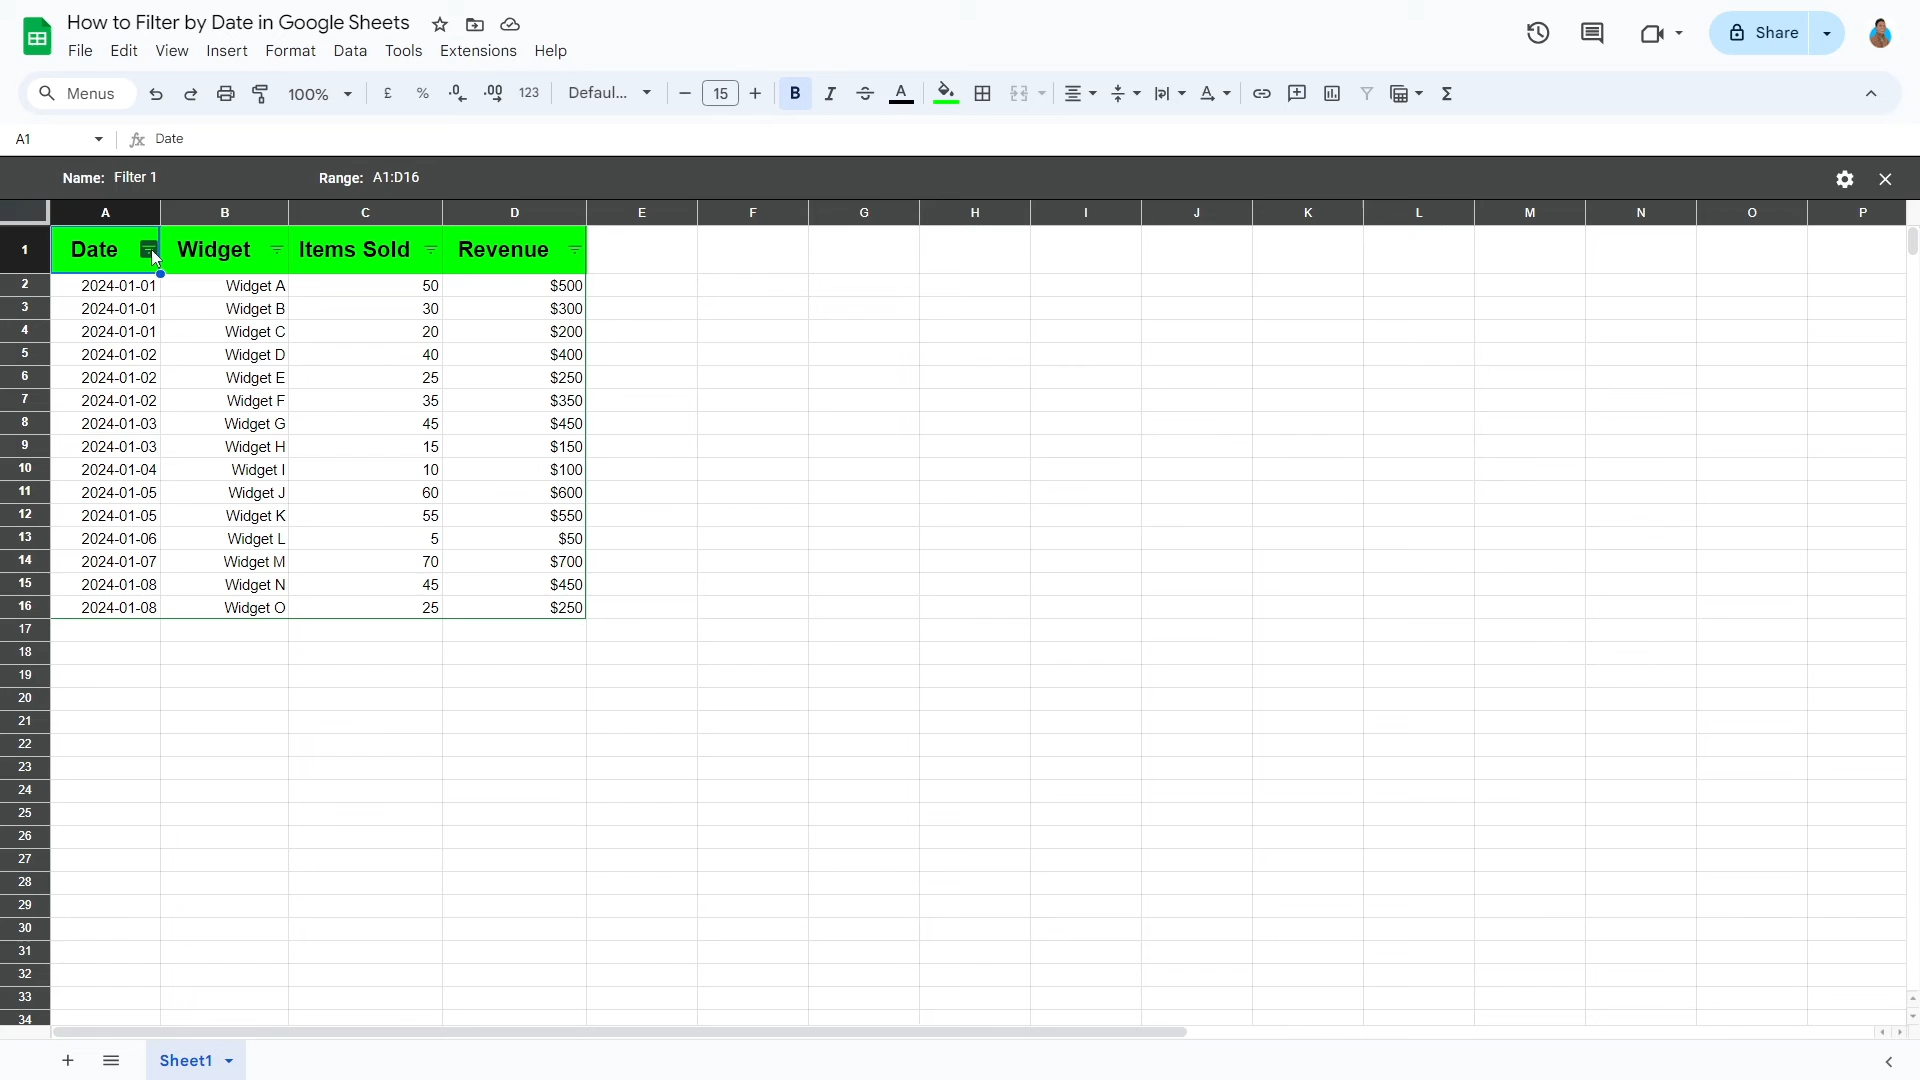 How to Filter by Date in Google Sheets
File Edit View Insert Format Data Tools Extensions Help
Share
Menus 100% £ % .0 .00 123 Defaul... 15 B I A A Σ
A1 fx Date
Name: Filter 1 Range: A1:D16
A B C D E F G H I J K L M N O P
1 Date Widget Items Sold Revenue
2 2024-01-01 Widget A 50 $500
3 2024-01-01 Widget B 30 $300
4 2024-01-01 Widget C 20 $200
5 2024-01-02 Widget D 40 $400
6 2024-01-02 Widget E 25 $250
7 2024-01-02 Widget F 35 $350
8 2024-01-03 Widget G 45 $450
9 2024-01-03 Widget H 15 $150
10 2024-01-04 Widget I 10 $100
11 2024-01-05 Widget J 60 $600
12 2024-01-05 Widget K 55 $550
13 2024-01-06 Widget L 5 $50
14 2024-01-07 Widget M 70 $700
15 2024-01-08 Widget N 45 $450
16 2024-01-08 Widget O 25 $250
17
18
19
20
21
22
23
24
25
26
27
28
29
30
31
32
33
34
Sheet1